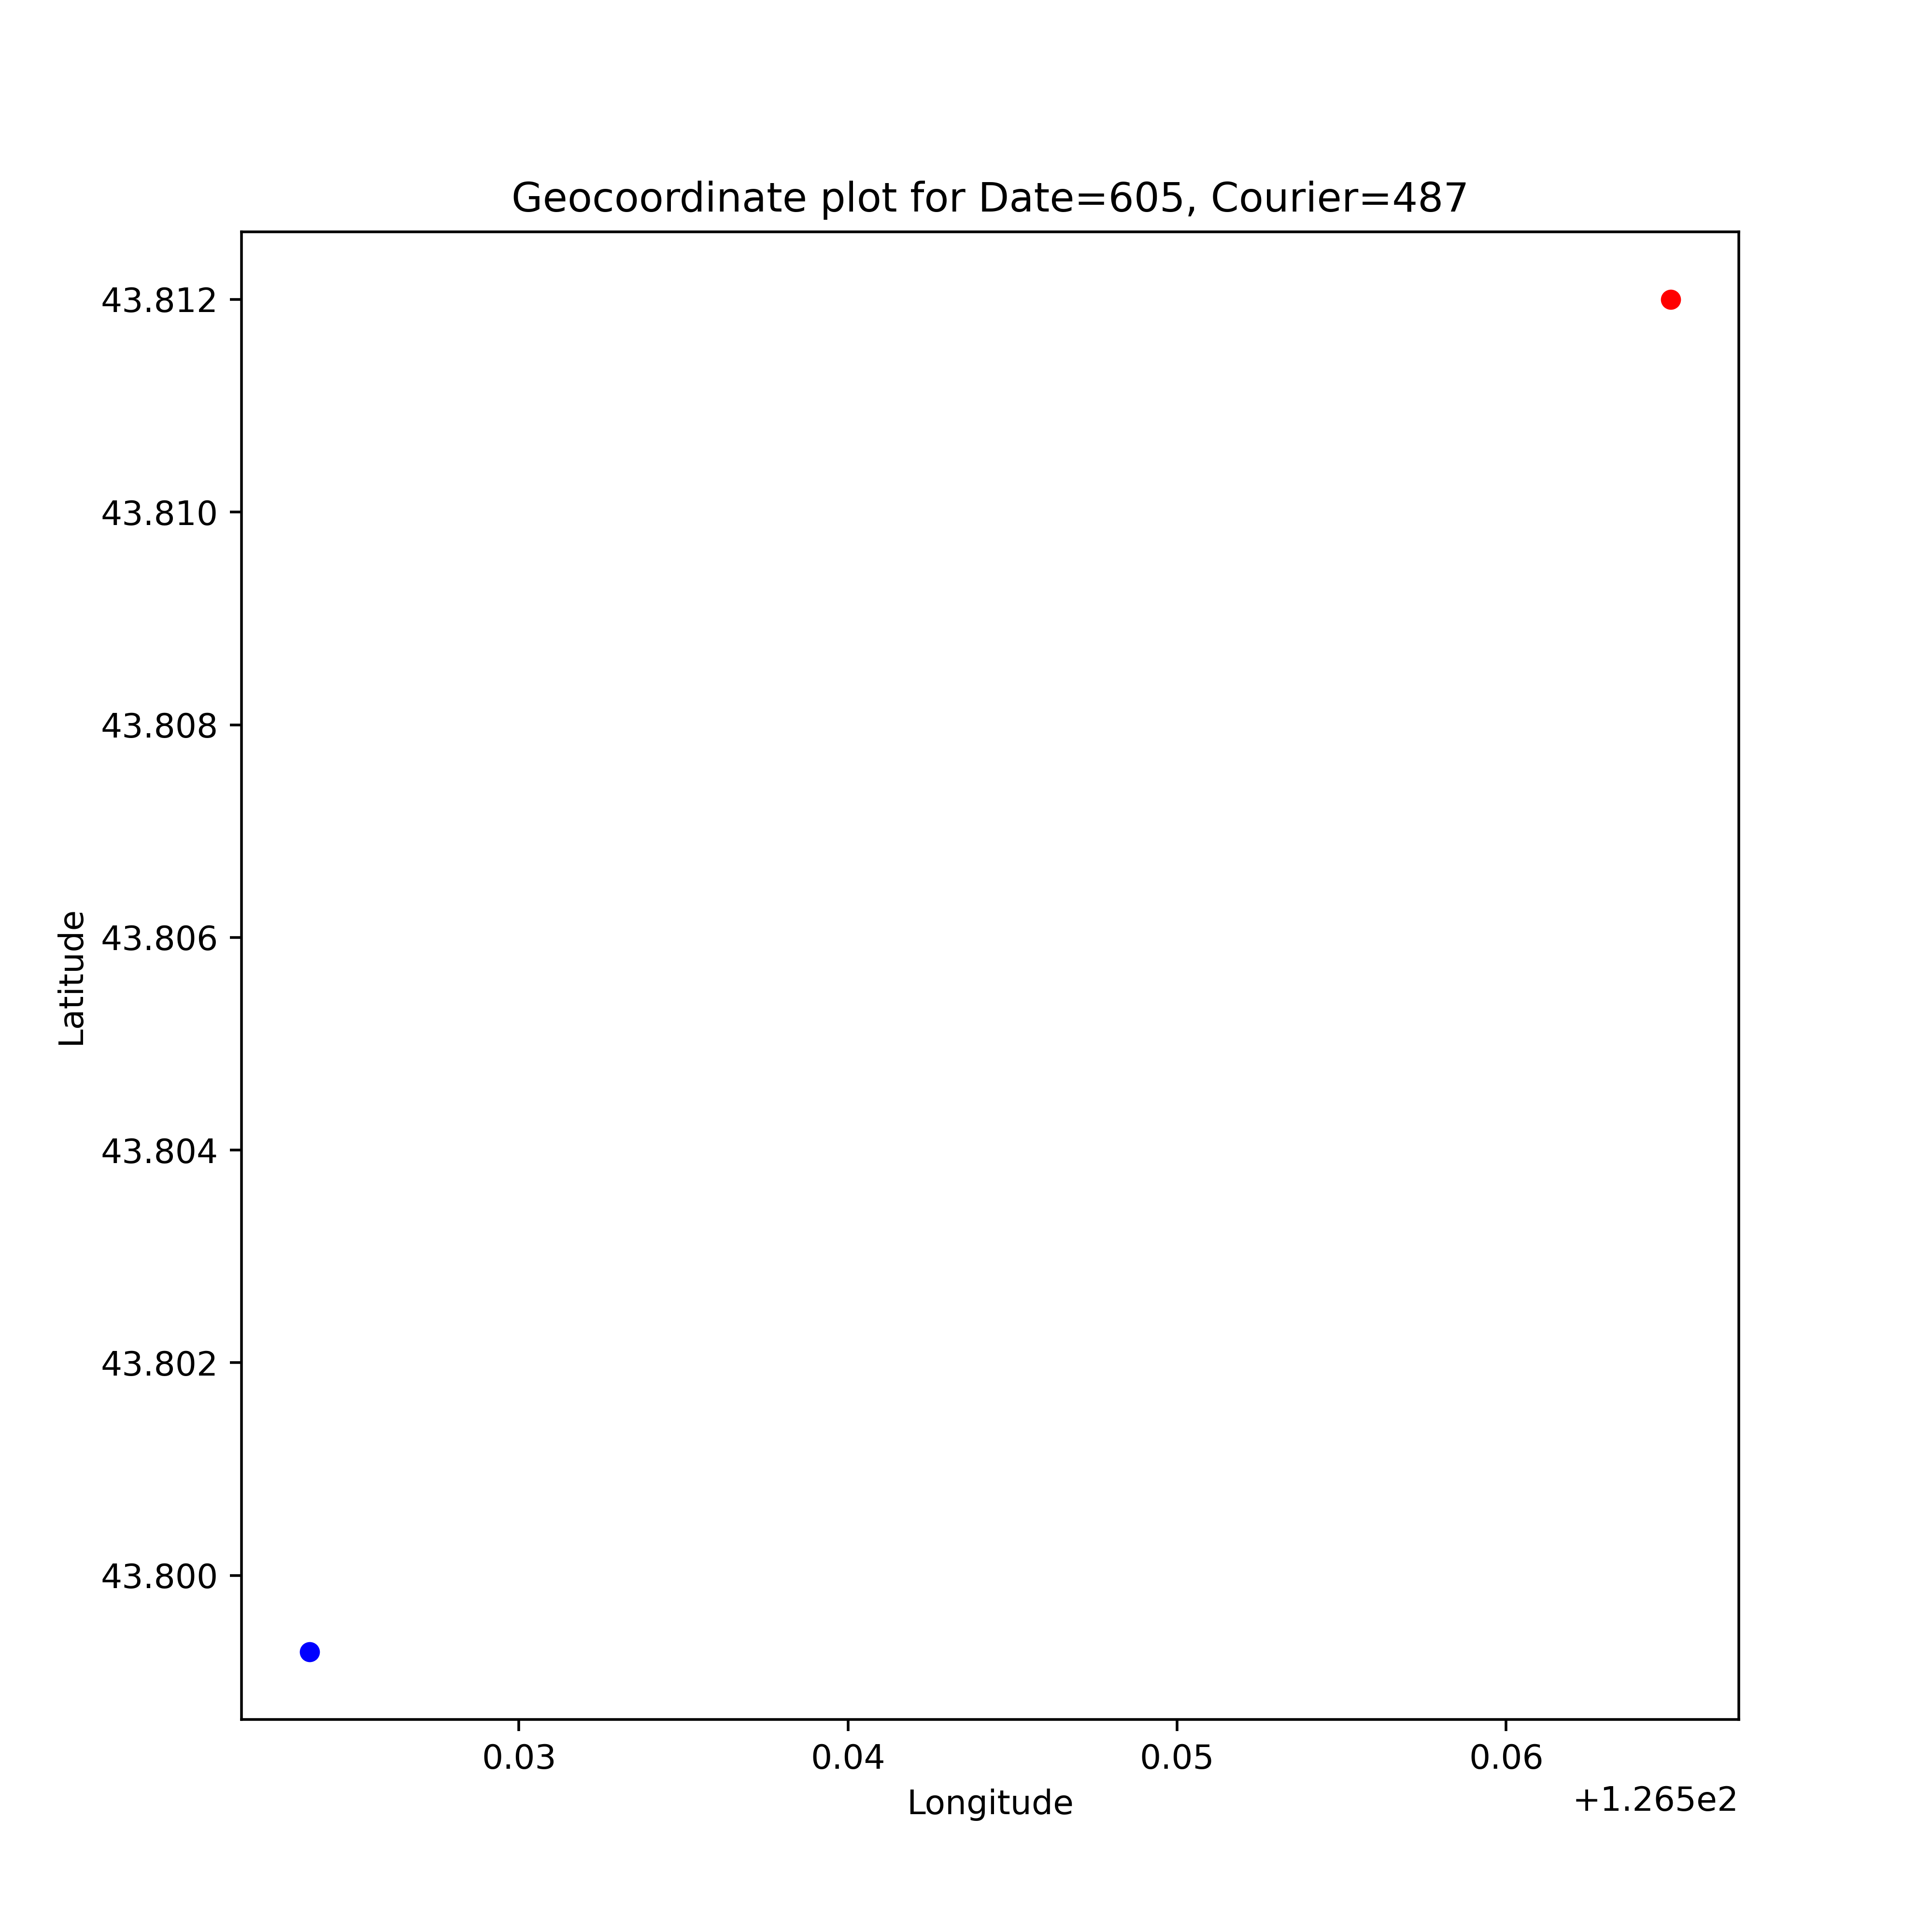 Geocoordinate plot for Date=605, Courier=487
43.812
43.810
43.808
43.806
43.804
43.802
43.800
Latitude
0.03 0.04 0.05 0.06
Longitude
+1.265e2